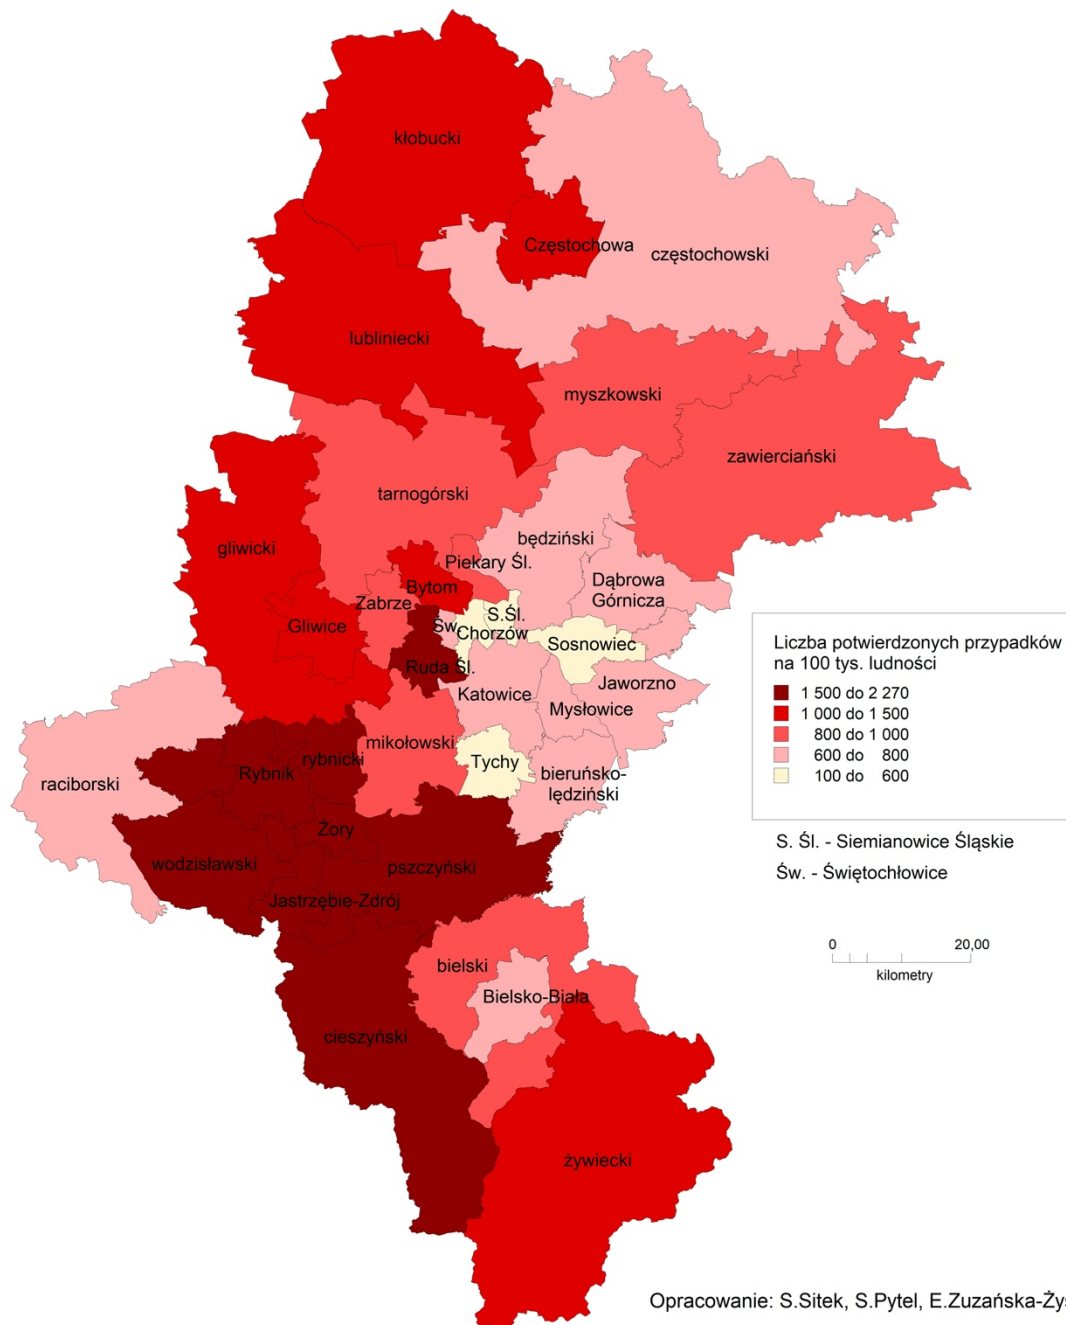 kłobucki
Częstochowa
częstochowski
lubliniecki
myszkowski
zawierciański
tarnogórski
gliwicki
będziński
Piekary Śl.
Dąbrowa
Górnicza
Bytom
Zabrze
S.Śl.
Gliwice
Św.
Chorzów
Sosnowiec
Ruda Śl.
Katowice
Jaworzno
Mysłowice
mikołowski
rybnicki
Tychy
Rybnik
raciborski
bieruńsko-
lędziński
Żory
wodzisławski
pszczyński
Jastrzębie-Zdrój
bielski
Bielsko-Biała
cieszyński
żywiecki
Liczba potwierdzonych przypadków
na 100 tys. ludności
1 500 do 2 270
1 000 do 1 500
800 do 1 000
600 do 800
100 do 600
S. Śl. - Siemianowice Śląskie
Św. - Świętochłowice
0 20,00
kilometry
Opracowanie: S.Sitek, S.Pytel, E.Zuzańska-Żyś